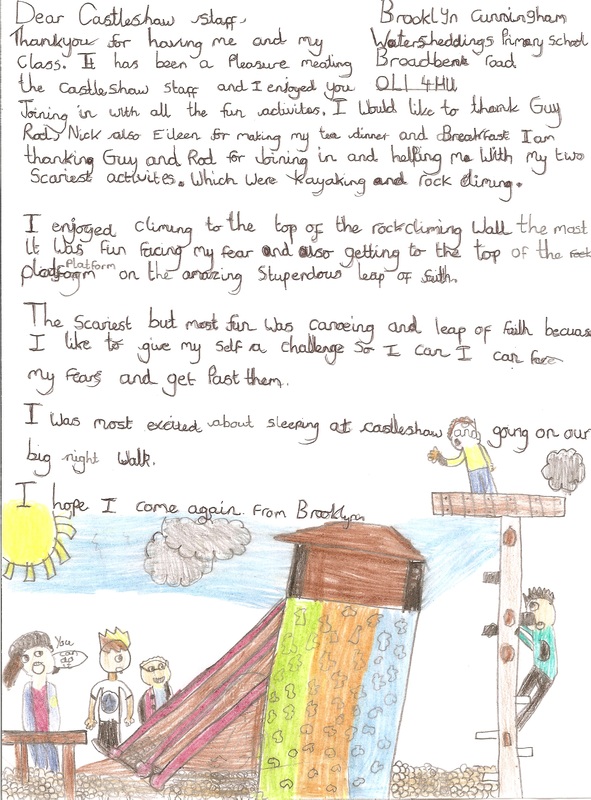 Dear Castleshaw staff,
Brooklyn Cunningham
Watersheddings Primary School
Broadbent road
OL1 4HU
Thankyou for having me and my
class. It has been a Pleasure meeting
the Castleshaw staff and I enjoyed you
Joining in with all the fun activites. I Would like to thank Guy
Rod, Nick also Eileen for making my tea dinner and Breakfast I am
thanking Guy and Rod for Joining in and helping me With my two
Scariest activites. Which were kayaking and rock climing.
I enjoyed climing to the top of the rockcliming Wall the most
It was fun facing my fear and also getting to the top of the rock
platform platform on the amazing Stupendous leap of faith.
The Scariest but most fun was canoeing and leap of faith becuase
I like to give my self a challenge so I can I can face
my fears and get Past them.
I was most excited about sleeping at castleshaw and going on our
big night walk.
I hope I come again. From Brooklyn
You
can
do
it